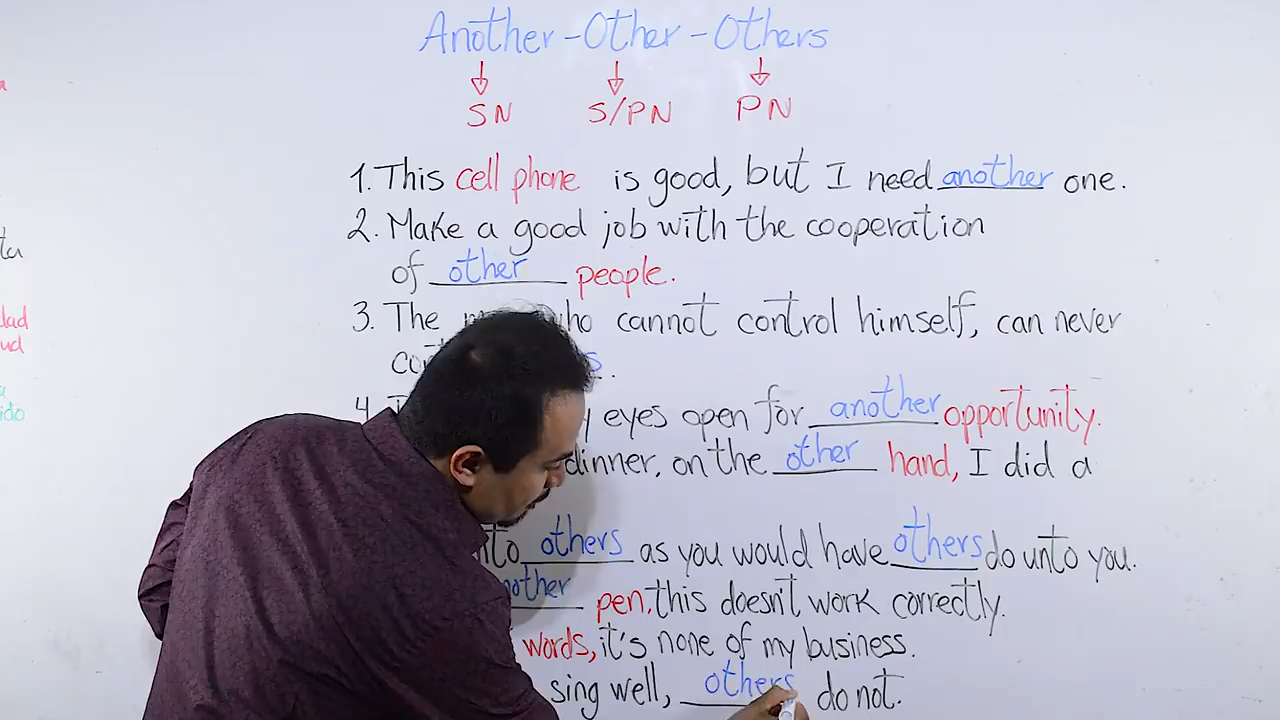 Another - Other - Others
SN S/PN PN
1. This cell phone is good, but I need another one.
2. Make a good job with the cooperation
of other people.
3. The who cannot control himself, can never
4. eyes open for another opportunity.
dinner, on the other hand, I did a
others as you would have others do unto you.
pen, this doesn't work correctly.
words, it's none of my business.
sing well, others do not.